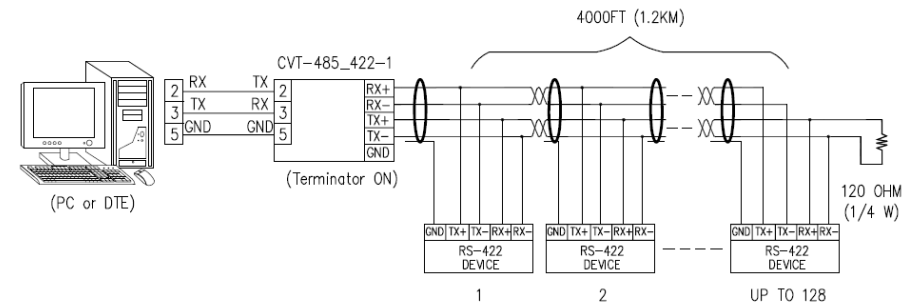 4000FT (1.2KM)
CVT-485_422-1
2 RX TX 2 RX+
RX-
3 TX RX 3 TX+
TX-
5 GND GND 5 GND
(Terminator ON)
(PC or DTE)
120 OHM
(1/4 W)
GND TX+ TX- RX+ RX-
RS-422
DEVICE
GND TX+ TX- RX+ RX-
RS-422
DEVICE
GND TX+ TX- RX+ RX-
RS-422
DEVICE
1
2
UP TO 128